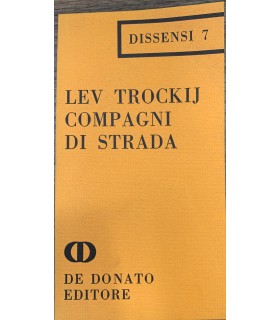 DISSENSI 7
LEV TROCKIJ
COMPAGNI
DI STRADA
DE DONATO
EDITORE